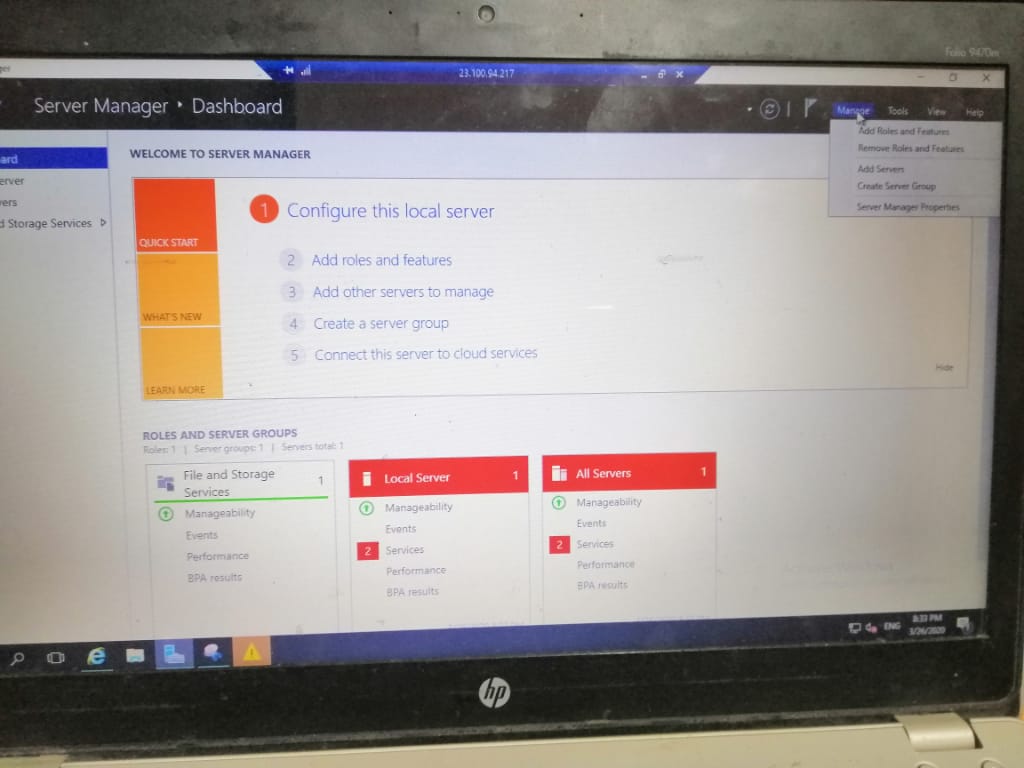 Folio 9470m
ger
23.100.94.217
Server Manager ‣ Dashboard
Manage Tools View Help
Add Roles and Features
Remove Roles and Features
Add Servers
Create Server Group
Server Manager Properties
ard
erver
vers
d Storage Services
WELCOME TO SERVER MANAGER
QUICK START
WHAT'S NEW
LEARN MORE
1 Configure this local server
2 Add roles and features
3 Add other servers to manage
4 Create a server group
5 Connect this server to cloud services
Hide
ROLES AND SERVER GROUPS
Roles: 1 | Server groups: 1 | Servers total: 1
File and Storage Services 1
Manageability
Events
Performance
BPA results
Local Server 1
Manageability
Events
2 Services
Performance
BPA results
All Servers 1
Manageability
Events
2 Services
Performance
BPA results
ENG
8:33 PM
3/26/2020
hp